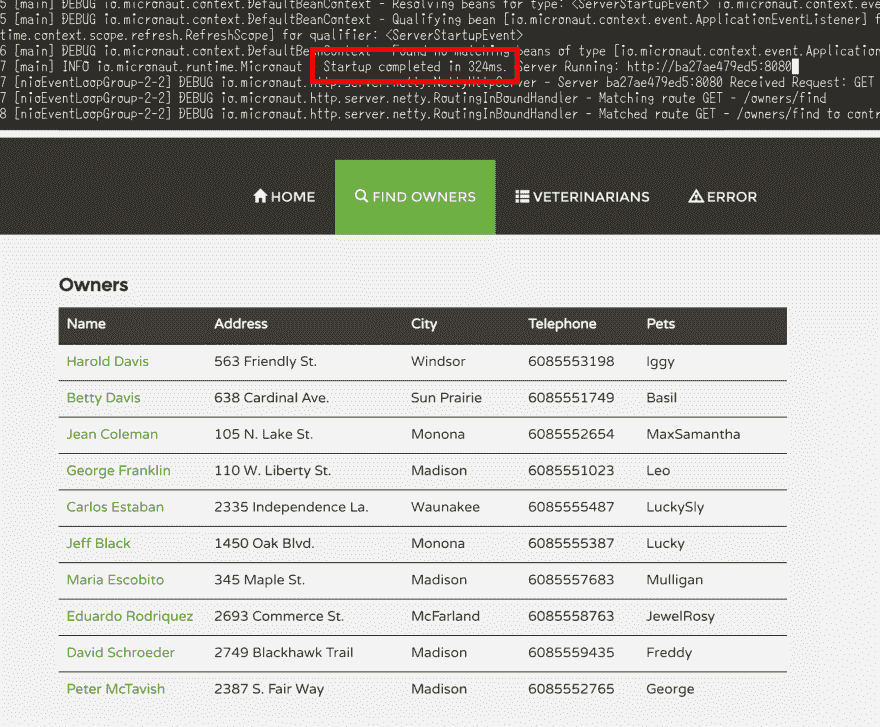 5 [main] DEBUG io.micronaut.context.DefaultBeanContext - Resolving beans for type: <ServerStartupEvent> io.micronaut.context.eve
5 [main] DEBUG io.micronaut.context.DefaultBeanContext - Qualifying bean [io.micronaut.context.event.ApplicationEventListener] f
time.context.scope.refresh.RefreshScope] for qualifier: <ServerStartupEvent>
6 [main] DEBUG io.micronaut.context.DefaultBeanContext - Found no matching beans of type [io.micronaut.context.event.Application
7 [main] INFO io.micronaut.runtime.Micronaut - Startup completed in 324ms. Server Running: http://ba27ae479ed5:8080
7 [nioEventLoopGroup-2-2] DEBUG io.micronaut.http.server.netty.NettyHttpServer - Server ba27ae479ed5:8080 Received Request: GET
7 [nioEventLoopGroup-2-2] DEBUG io.micronaut.http.server.netty.RoutingInBoundHandler - Matching route GET - /owners/find
8 [nioEventLoopGroup-2-2] DEBUG io.micronaut.http.server.netty.RoutingInBoundHandler - Matched route GET - /owners/find to contr
HOME FIND OWNERS VETERINARIANS ERROR
Owners
Name Address City Telephone Pets
Harold Davis 563 Friendly St. Windsor 6085553198 Iggy
Betty Davis 638 Cardinal Ave. Sun Prairie 6085551749 Basil
Jean Coleman 105 N. Lake St. Monona 6085552654 MaxSamantha
George Franklin 110 W. Liberty St. Madison 6085551023 Leo
Carlos Estaban 2335 Independence La. Waunakee 6085555487 LuckySly
Jeff Black 1450 Oak Blvd. Monona 6085555387 Lucky
Maria Escobito 345 Maple St. Madison 6085557683 Mulligan
Eduardo Rodriquez 2693 Commerce St. McFarland 6085558763 JewelRosy
David Schroeder 2749 Blackhawk Trail Madison 6085559435 Freddy
Peter McTavish 2387 S. Fair Way Madison 6085552765 George